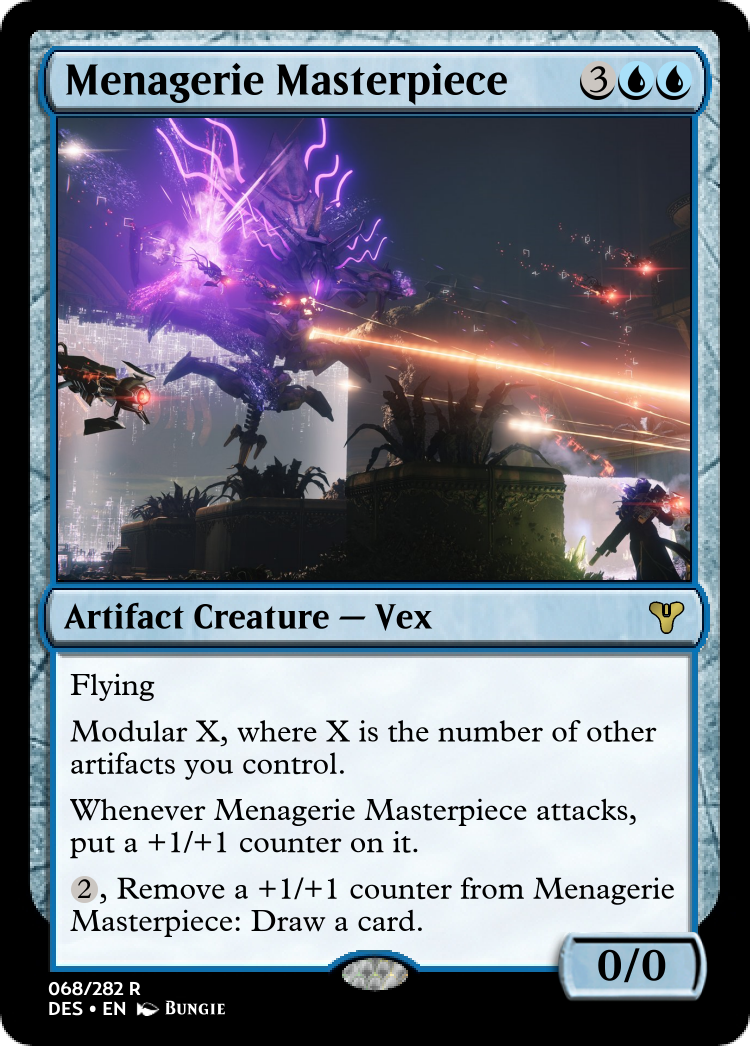 Menagerie Masterpiece 3
Artifact Creature — Vex
Flying
Modular X, where X is the number of other
artifacts you control.
Whenever Menagerie Masterpiece attacks,
put a +1/+1 counter on it.
2, Remove a +1/+1 counter from Menagerie
Masterpiece: Draw a card.
0/0
068/282 R
DES • EN Bungie